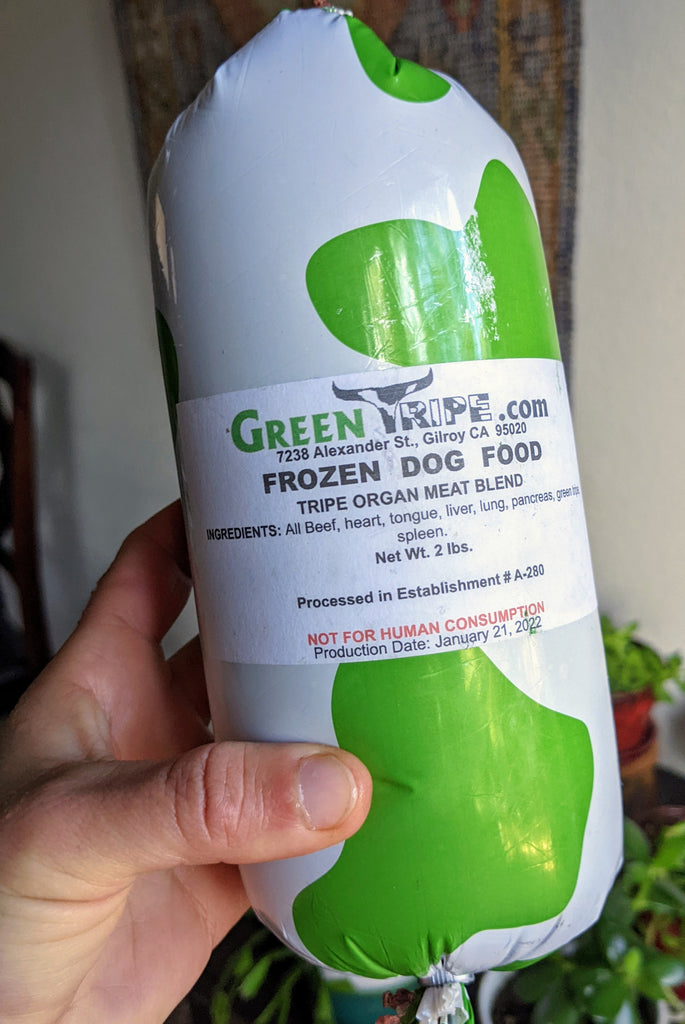 GREEN TRIPE.com
7238 Alexander St., Gilroy CA 95020
FROZEN DOG FOOD
TRIPE ORGAN MEAT BLEND
INGREDIENTS: All Beef, heart, tongue, liver, lung, pancreas, green
spleen.
Net Wt. 2 lbs.
Processed in Establishment # A-280
NOT FOR HUMAN CONSUMPTION
Production Date: January 21, 2022